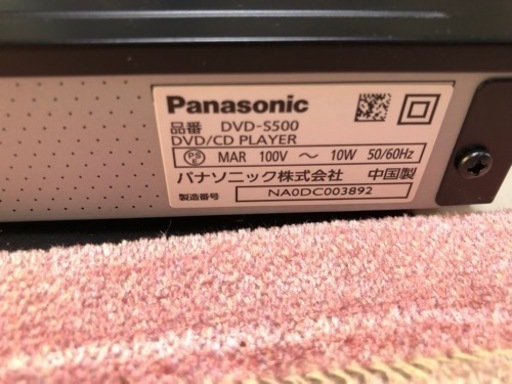 Panasonic
品番 DVD-S500
DVD/CD PLAYER
PS E MAR 100V ～ 10W 50/60Hz
パナソニック株式会社 中国製
製造番号 NA0DC003892